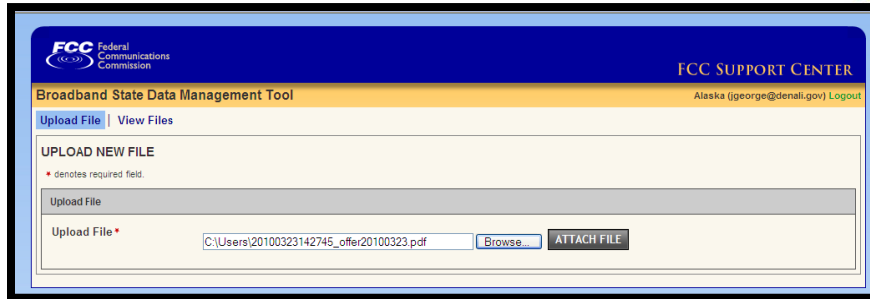 FCC Federal
Communications
Commission
FCC SUPPORT CENTER
Broadband State Data Management Tool
Alaska (jgeorge@denali.gov) Logout
Upload File | View Files
UPLOAD NEW FILE
* denotes required field.
Upload File
Upload File *
C:\Users\20100323142745_offer20100323.pdf
Browse...
ATTACH FILE